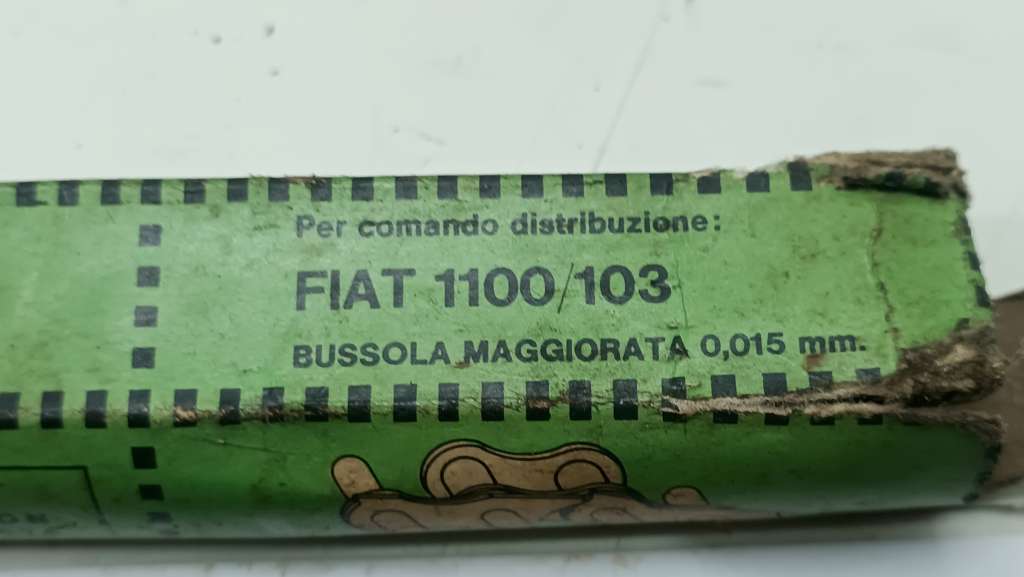 Per comando distribuzione:
FIAT 1100/103
BUSSOLA MAGGIORATA 0,015 mm.